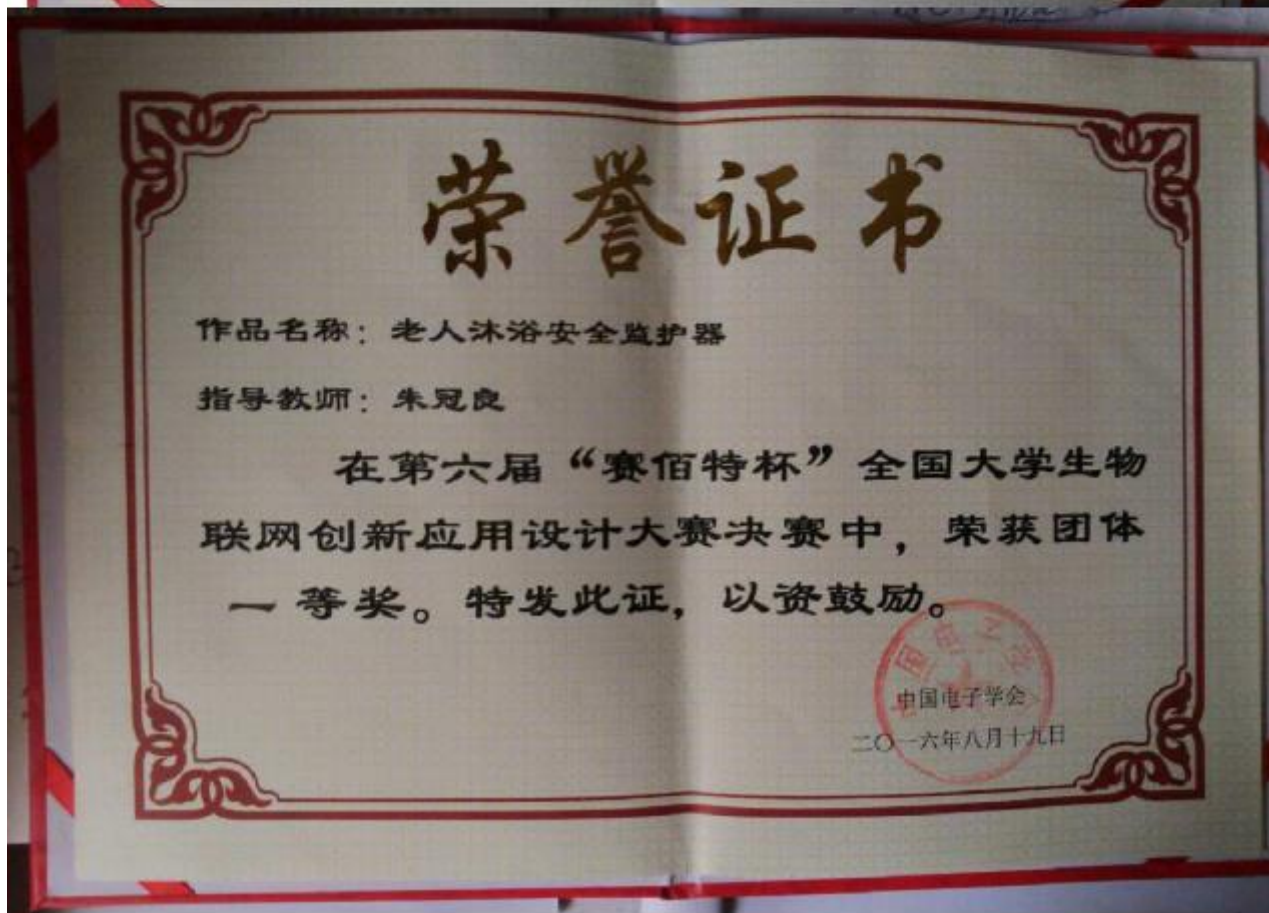 荣誉证书
作品名称：老人沐浴安全监护器
指导教师：朱冠良
在第六届“赛佰特杯”全国大学生物
联网创新应用设计大赛决赛中，荣获团体
一等奖。特发此证，以资鼓励。
中国电子学会
二〇一六年八月十九日